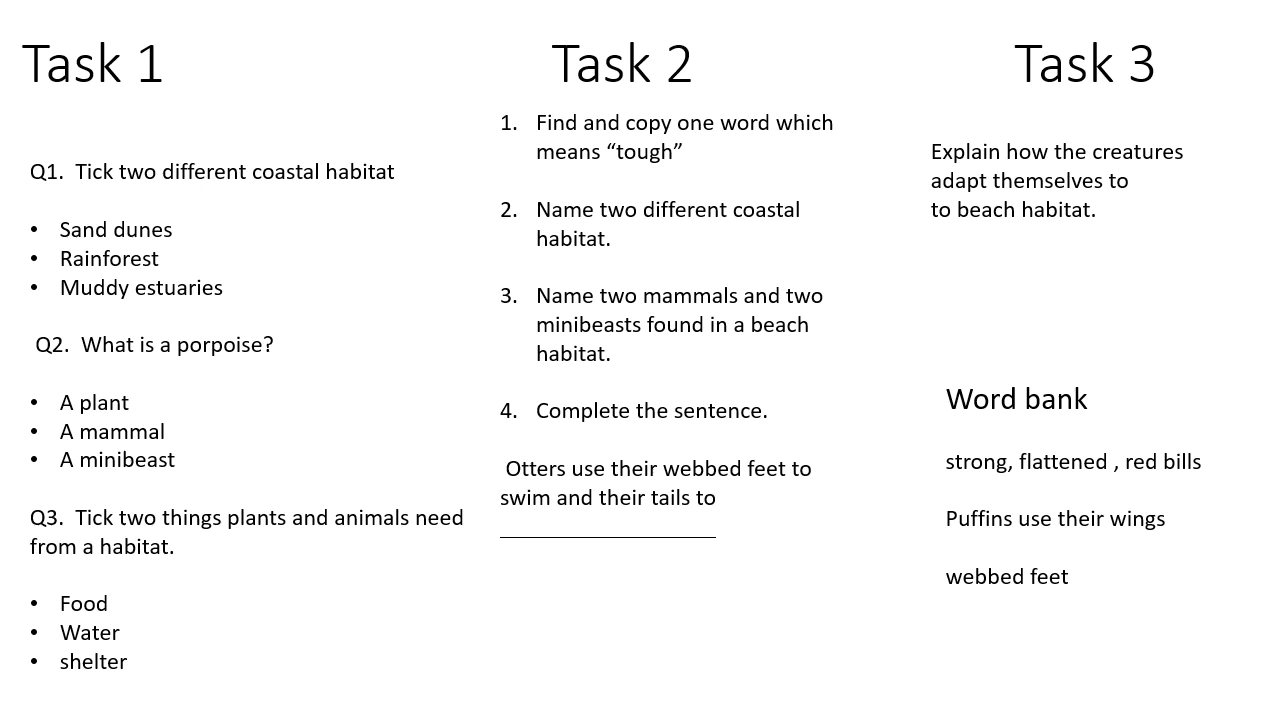 Task 1
Q1.  Tick two different coastal habitat
• Sand dunes
• Rainforest
• Muddy estuaries
Q2.  What is a porpoise?
• A plant
• A mammal
• A minibeast
Q3.  Tick two things plants and animals need
from a habitat.
• Food
• Water
• shelter
Task 2
1. Find and copy one word which
means “tough”
2. Name two different coastal
habitat.
3. Name two mammals and two
minibeasts found in a beach
habitat.
4. Complete the sentence.
Otters use their webbed feet to
swim and their tails to
____________________
Task 3
Explain how the creatures
adapt themselves to
to beach habitat.
Word bank
strong, flattened , red bills
Puffins use their wings
webbed feet